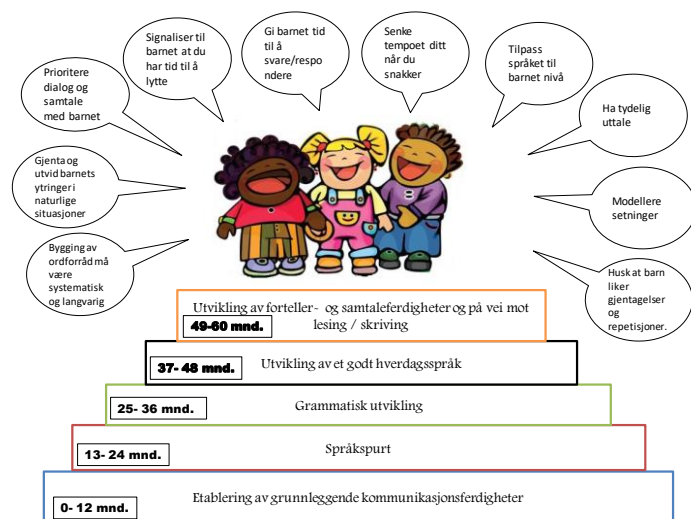 Signaliser til
barnet at du
har tid til å
lytte
Gi barnet tid
til å
svare/respo
ndere
Senke
tempoet ditt
når du
snakker
Tilpass
språket til
barnet nivå
Prioritere
dialog og
samtale
med barnet
Ha tydelig
uttale
Gjenta og
utvid barnets
ytringer i
naturlige
situasjoner
Modellere
setninger
Bygging av
ordforråd må
være
systematisk
og langvarig
Husk at barn
liker
gjentagelser
og
repetisjoner.
Utvikling av forteller- og samtaleferdigheter og på vei mot
lesing / skriving
49-60 mnd.
Utvikling av et godt hverdagsspråk
37- 48 mnd.
Grammatisk utvikling
25- 36 mnd.
Språkspurt
13- 24 mnd.
Etablering av grunnleggende kommunikasjonsferdigheter
0- 12 mnd.